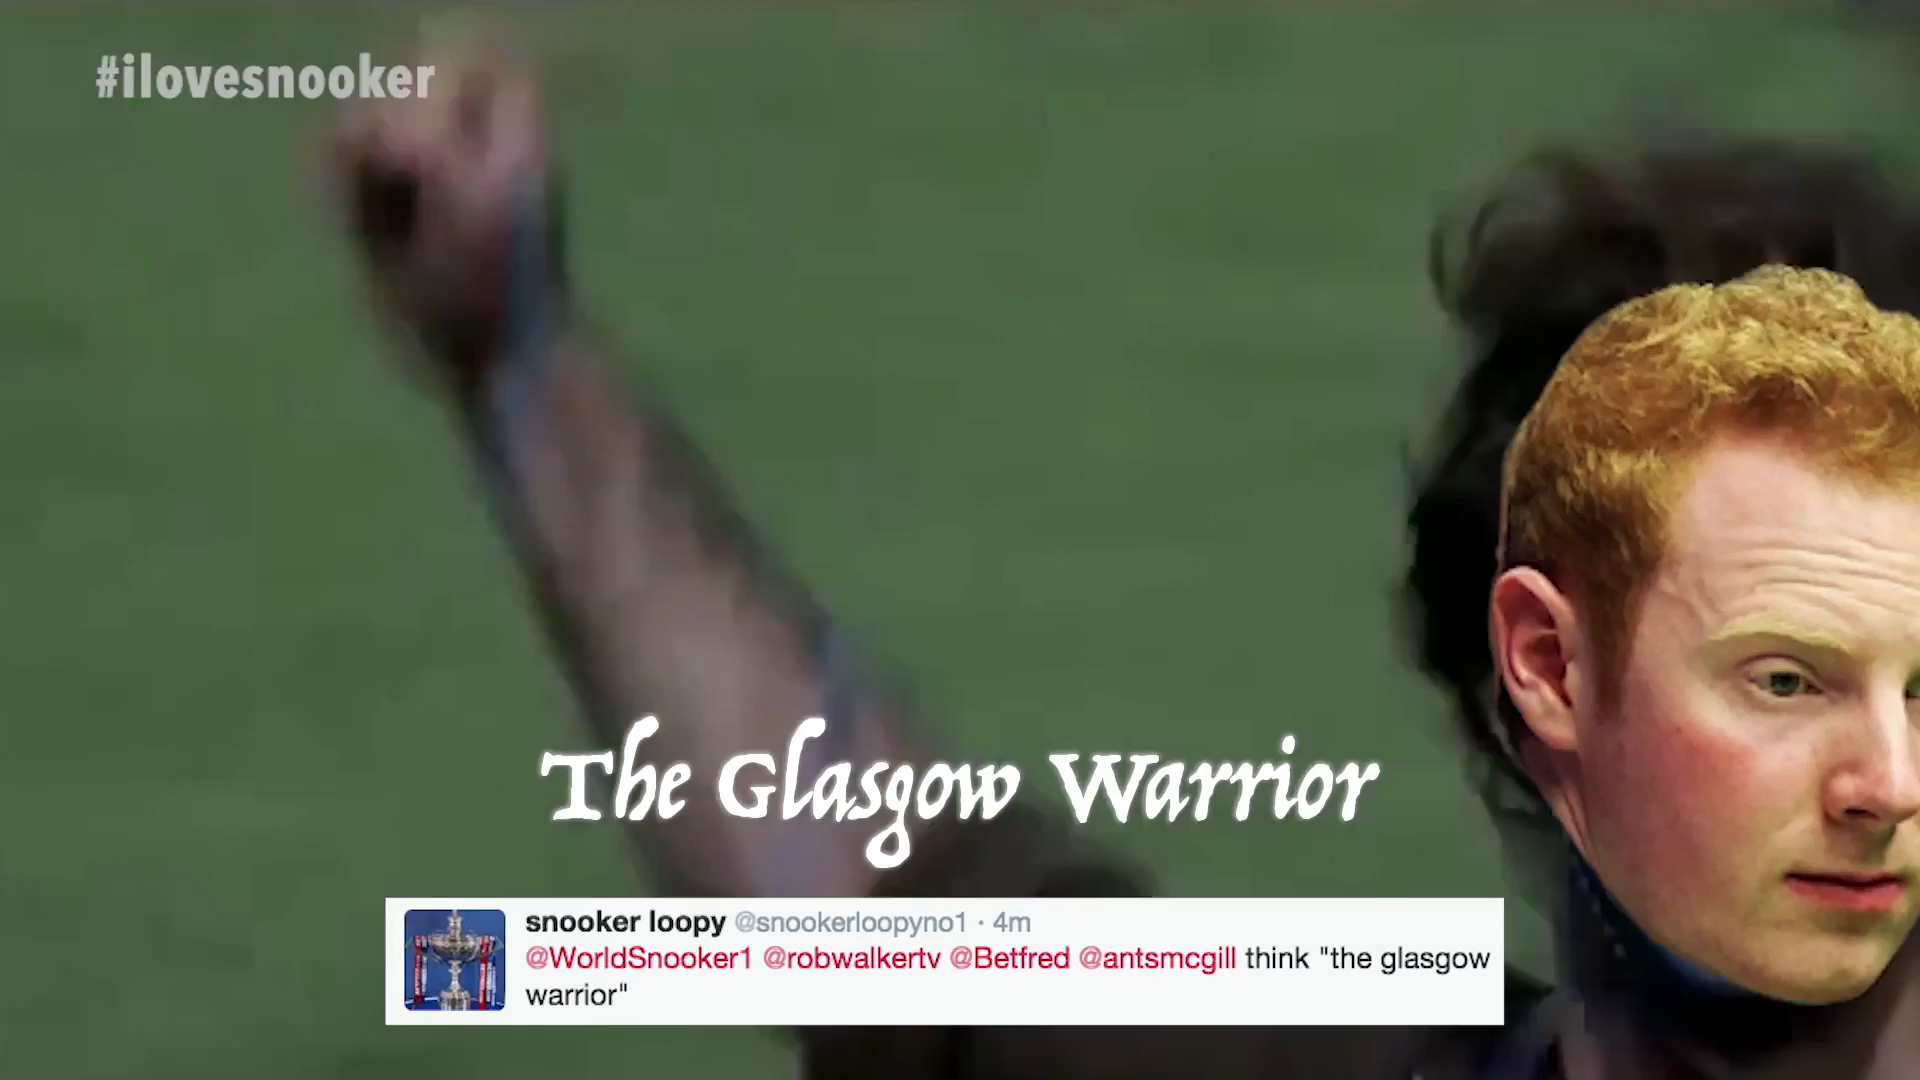 #ilovesnooker
The Glasgow Warrior
snooker loopy @snookerloopyno1 · 4m
@WorldSnooker1 @robwalkertv @Betfred @antsmcgill think "the glasgow
warrior"